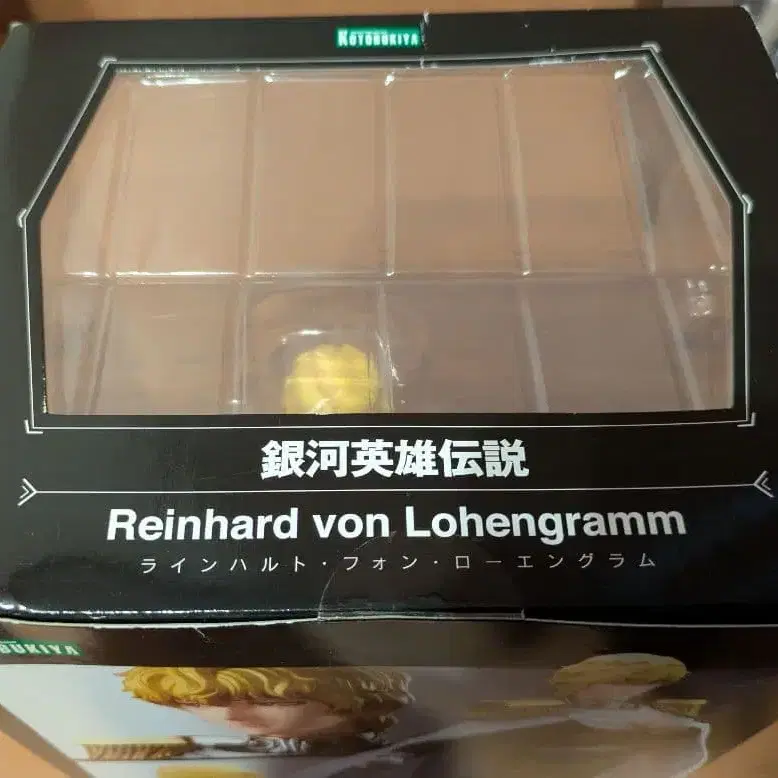 KOTOBUKIYA
銀河英雄伝説
Reinhard von Lohengramm
ラインハルト・フォン・ローエングラム
OBUKIYA